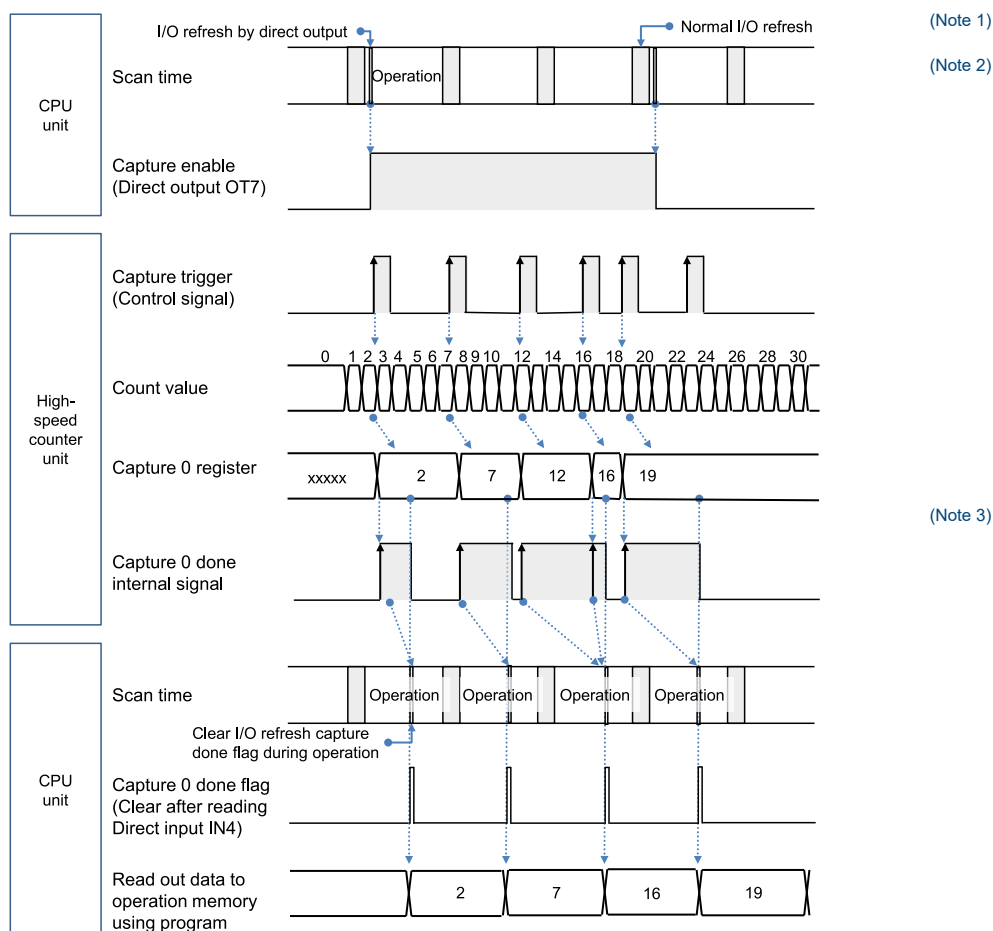 I/O refresh by direct output
Normal I/O refresh
(Note 1)
Scan time
Operation
(Note 2)
CPU
unit
Capture enable
(Direct output OT7)
Capture trigger
(Control signal)
0 1 2 3 4 5 6 7 8 9 10 12 14 16 18 20 22 24 26 28 30
Count value
High-
speed
counter
unit
Capture 0 register
xxxxx 2 7 12 16 19
(Note 3)
Capture 0 done
internal signal
Scan time
Operation Operation Operation Operation
Clear I/O refresh capture
done flag during operation
CPU
unit
Capture 0 done flag
(Clear after reading
Direct input IN4)
Read out data to
operation memory
using program
2 7 16 19